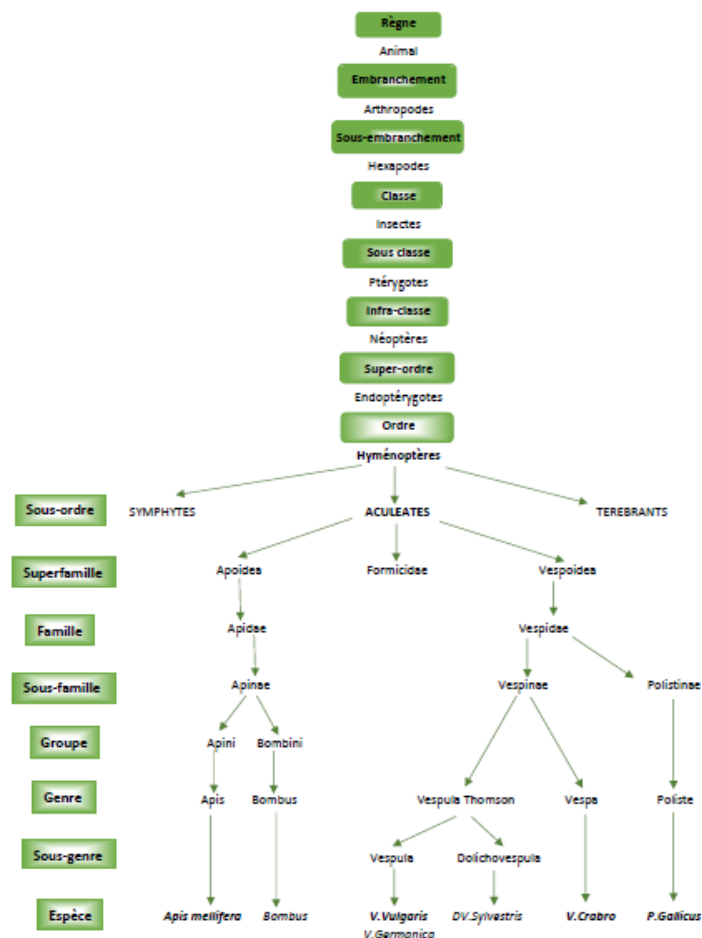 Règne
Animal
Embranchement
Arthropodes
Sous-embranchement
Hexapodes
Classe
Insectes
Sous classe
Ptérygotes
Infra-classe
Néoptères
Super-ordre
Endoptérygotes
Ordre
Hyménoptères
Sous-ordre SYMPHYTES ACULEATES TEREBRANTS
Superfamille Apoidea Formicidae Vespoidea
Famille Apidae Vespidae
Sous-famille Apinae Vespinae Polistinae
Groupe Apini Bombini
Genre Apis Bombus Vespula Thomson Vespa Poliste
Sous-genre Vespula Dolichovespula
Espèce Apis mellifera Bombus V.Vulgaris DV.Sylvestris V.Crabro P.Gallicus
V.Germanica